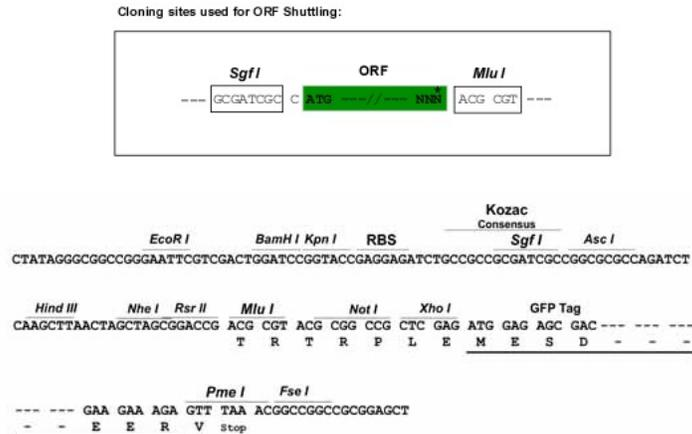 Cloning sites used for ORF Shuttling:
Sgf I ORF Mlu I
--- GCGATCGC C ATG ----//---- NNN* ACG CGT ---
Kozac
Consensus
EcoR I BamH I Kpn I RBS Sgf I Asc I
CTATAGGGCGGCCGGGAATTCGTCGACTGGATCCGGTACCGAGGAGATCTGCCGCCGCGATCGCCGGCGCGCCAGATCT
Hind III Nhe I Rsr II Mlu I Not I Xho I GFP Tag
CAAGCTTAACTAGCTAGCGGACCG ACG CGT ACG CGG CCG CTC GAG ATG GAG AGC GAC--- --- ---
T R T R P L E M E S D - - -
Pme I Fse I
--- --- GAA GAA AGA GTT TAA ACGGCCGGCCGCGGAGCT
- - E E R V Stop